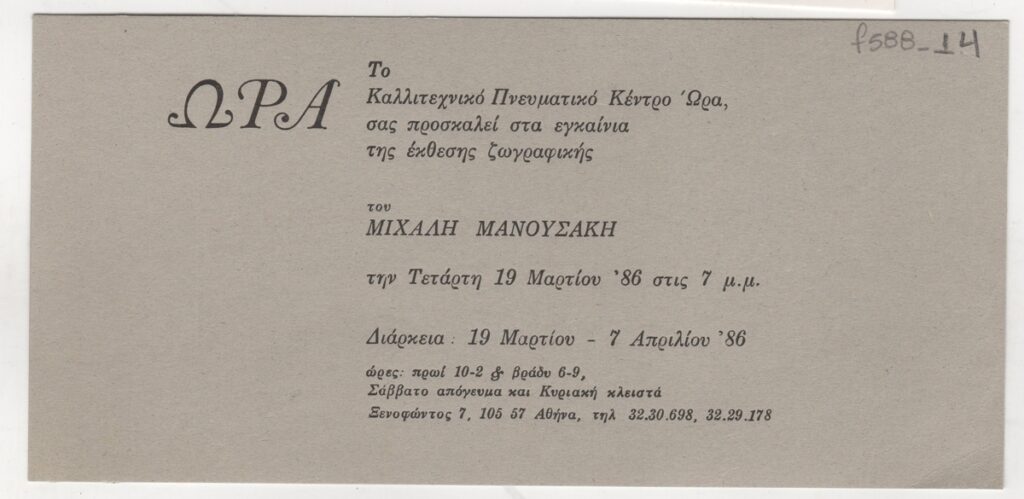 f588_14
ΩΡΑ
Το
Καλλιτεχνικό Πνευματικό Κέντρο Ώρα,
σας προσκαλεί στα εγκαίνια
της έκθεσης ζωγραφικής
του
ΜΙΧΑΛΗ ΜΑΝΟΥΣΑΚΗ
την Τετάρτη 19 Μαρτίου '86 στις 7 μ.μ.
Διάρκεια: 19 Μαρτίου - 7 Απριλίου '86
ώρες: πρωί 10-2 & βράδυ 6-9,
Σάββατο απόγευμα και Κυριακή κλειστά
Ξενοφώντος 7, 105 57 Αθήνα, τηλ 32.30.698, 32.29.178